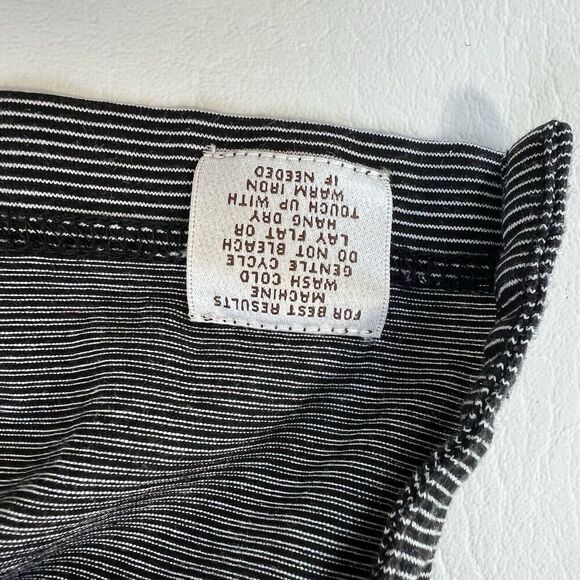 FOR BEST RESULTS
MACHINE
WASH COLD
GENTLE CYCLE
DO NOT BLEACH
LAY FLAT OR
HANG DRY
TOUCH UP WITH
WARM IRON
IF NEEDED